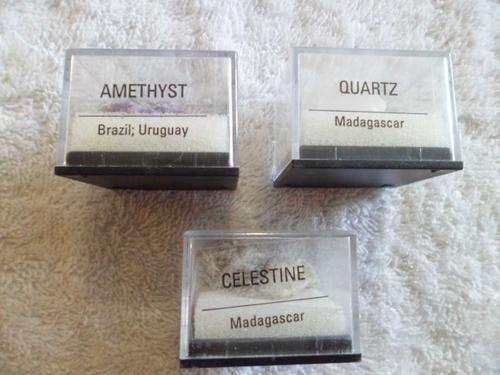 AMETHYST
Brazil; Uruguay
QUARTZ
Madagascar
CELESTINE
Madagascar